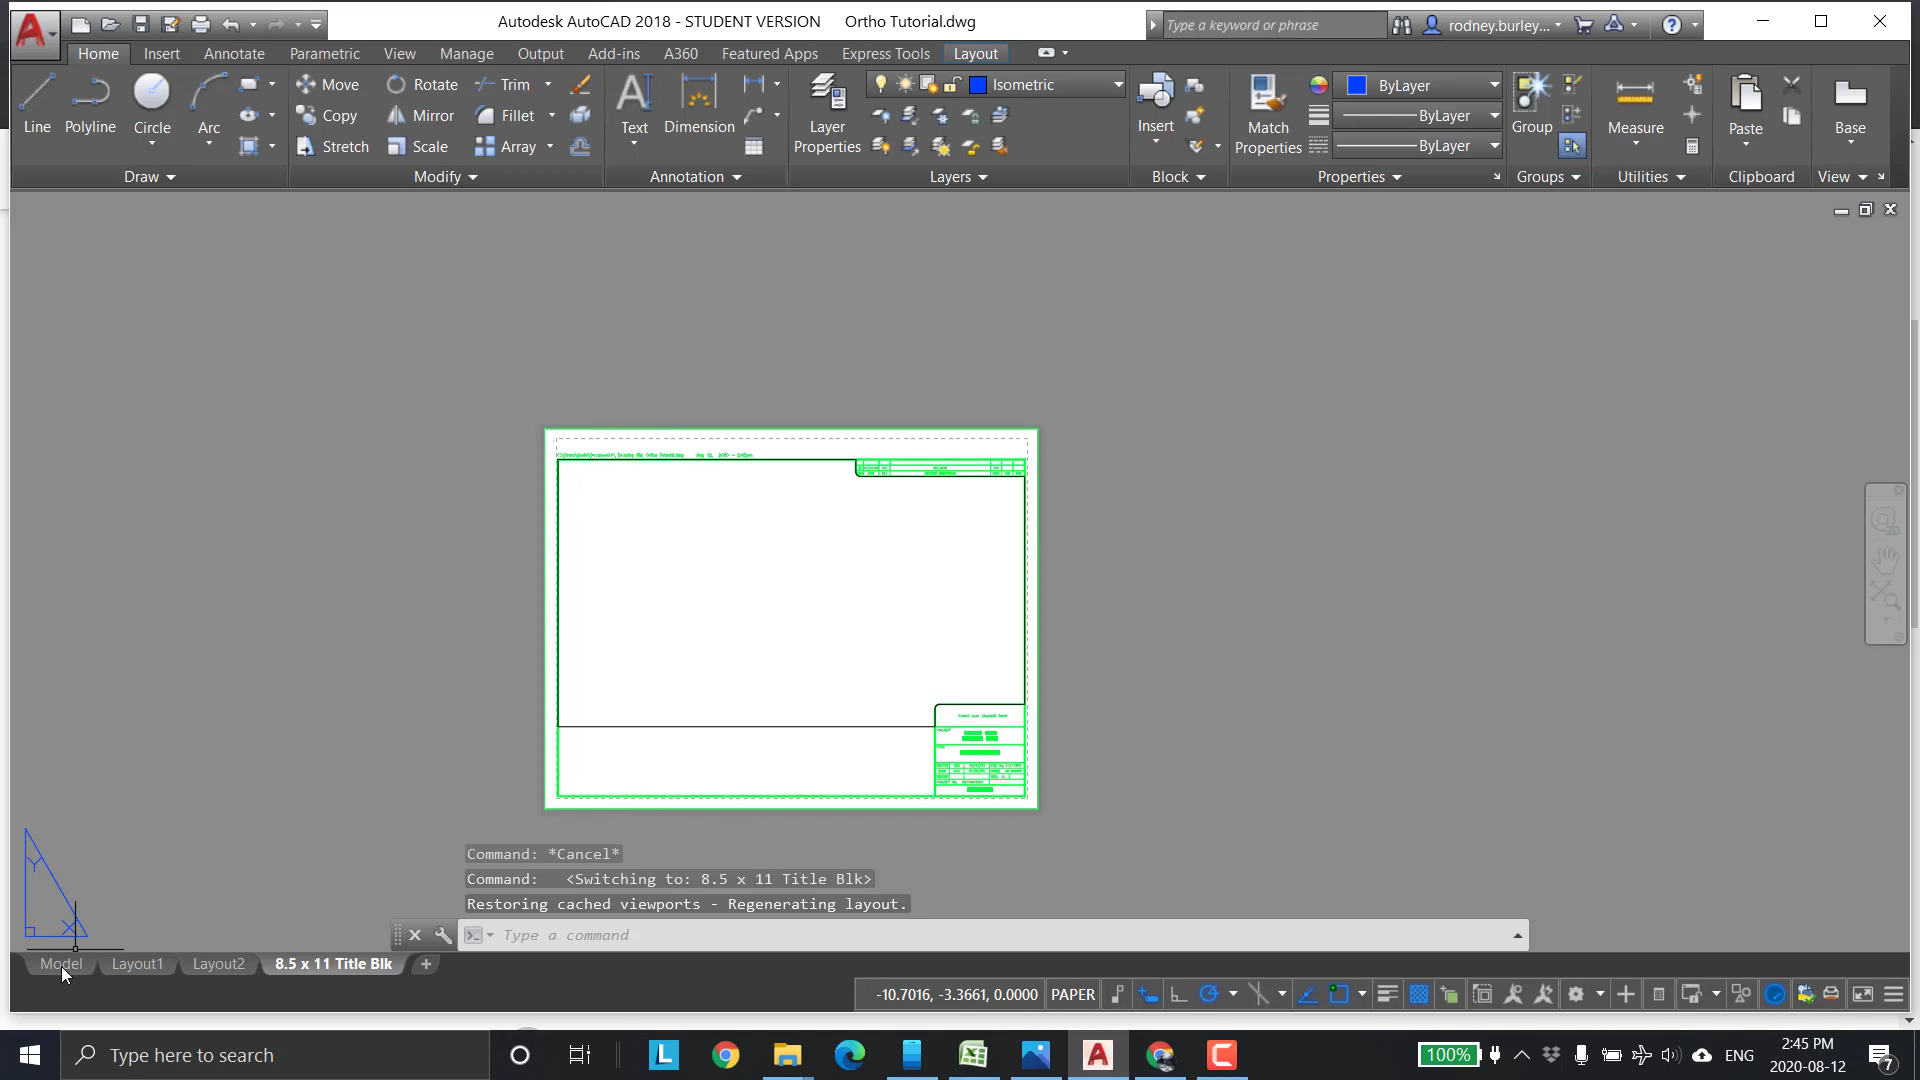 Autodesk AutoCAD 2018 - STUDENT VERSION Ortho Tutorial.dwg
Type a keyword or phrase
rodney.burley...
Home Insert Annotate Parametric View Manage Output Add-ins A360 Featured Apps Express Tools Layout
Line Polyline Circle Arc
Move Rotate Trim
Copy Mirror Fillet
Stretch Scale Array
Text Dimension
Layer Properties
Isometric
Insert
Match Properties
ByLayer
ByLayer
ByLayer
Group
Measure
Paste
Base
Draw Modify Annotation Layers Block Properties Groups Utilities Clipboard View
Y
X
Command: *Cancel*
Command: <Switching to: 8.5 x 11 Title Blk>
Restoring cached viewports - Regenerating layout.
Type a command
Model Layout1 Layout2 8.5 x 11 Title Blk +
-10.7016, -3.3661, 0.0000 PAPER
Type here to search
100%
ENG
2:45 PM
2020-08-12
7